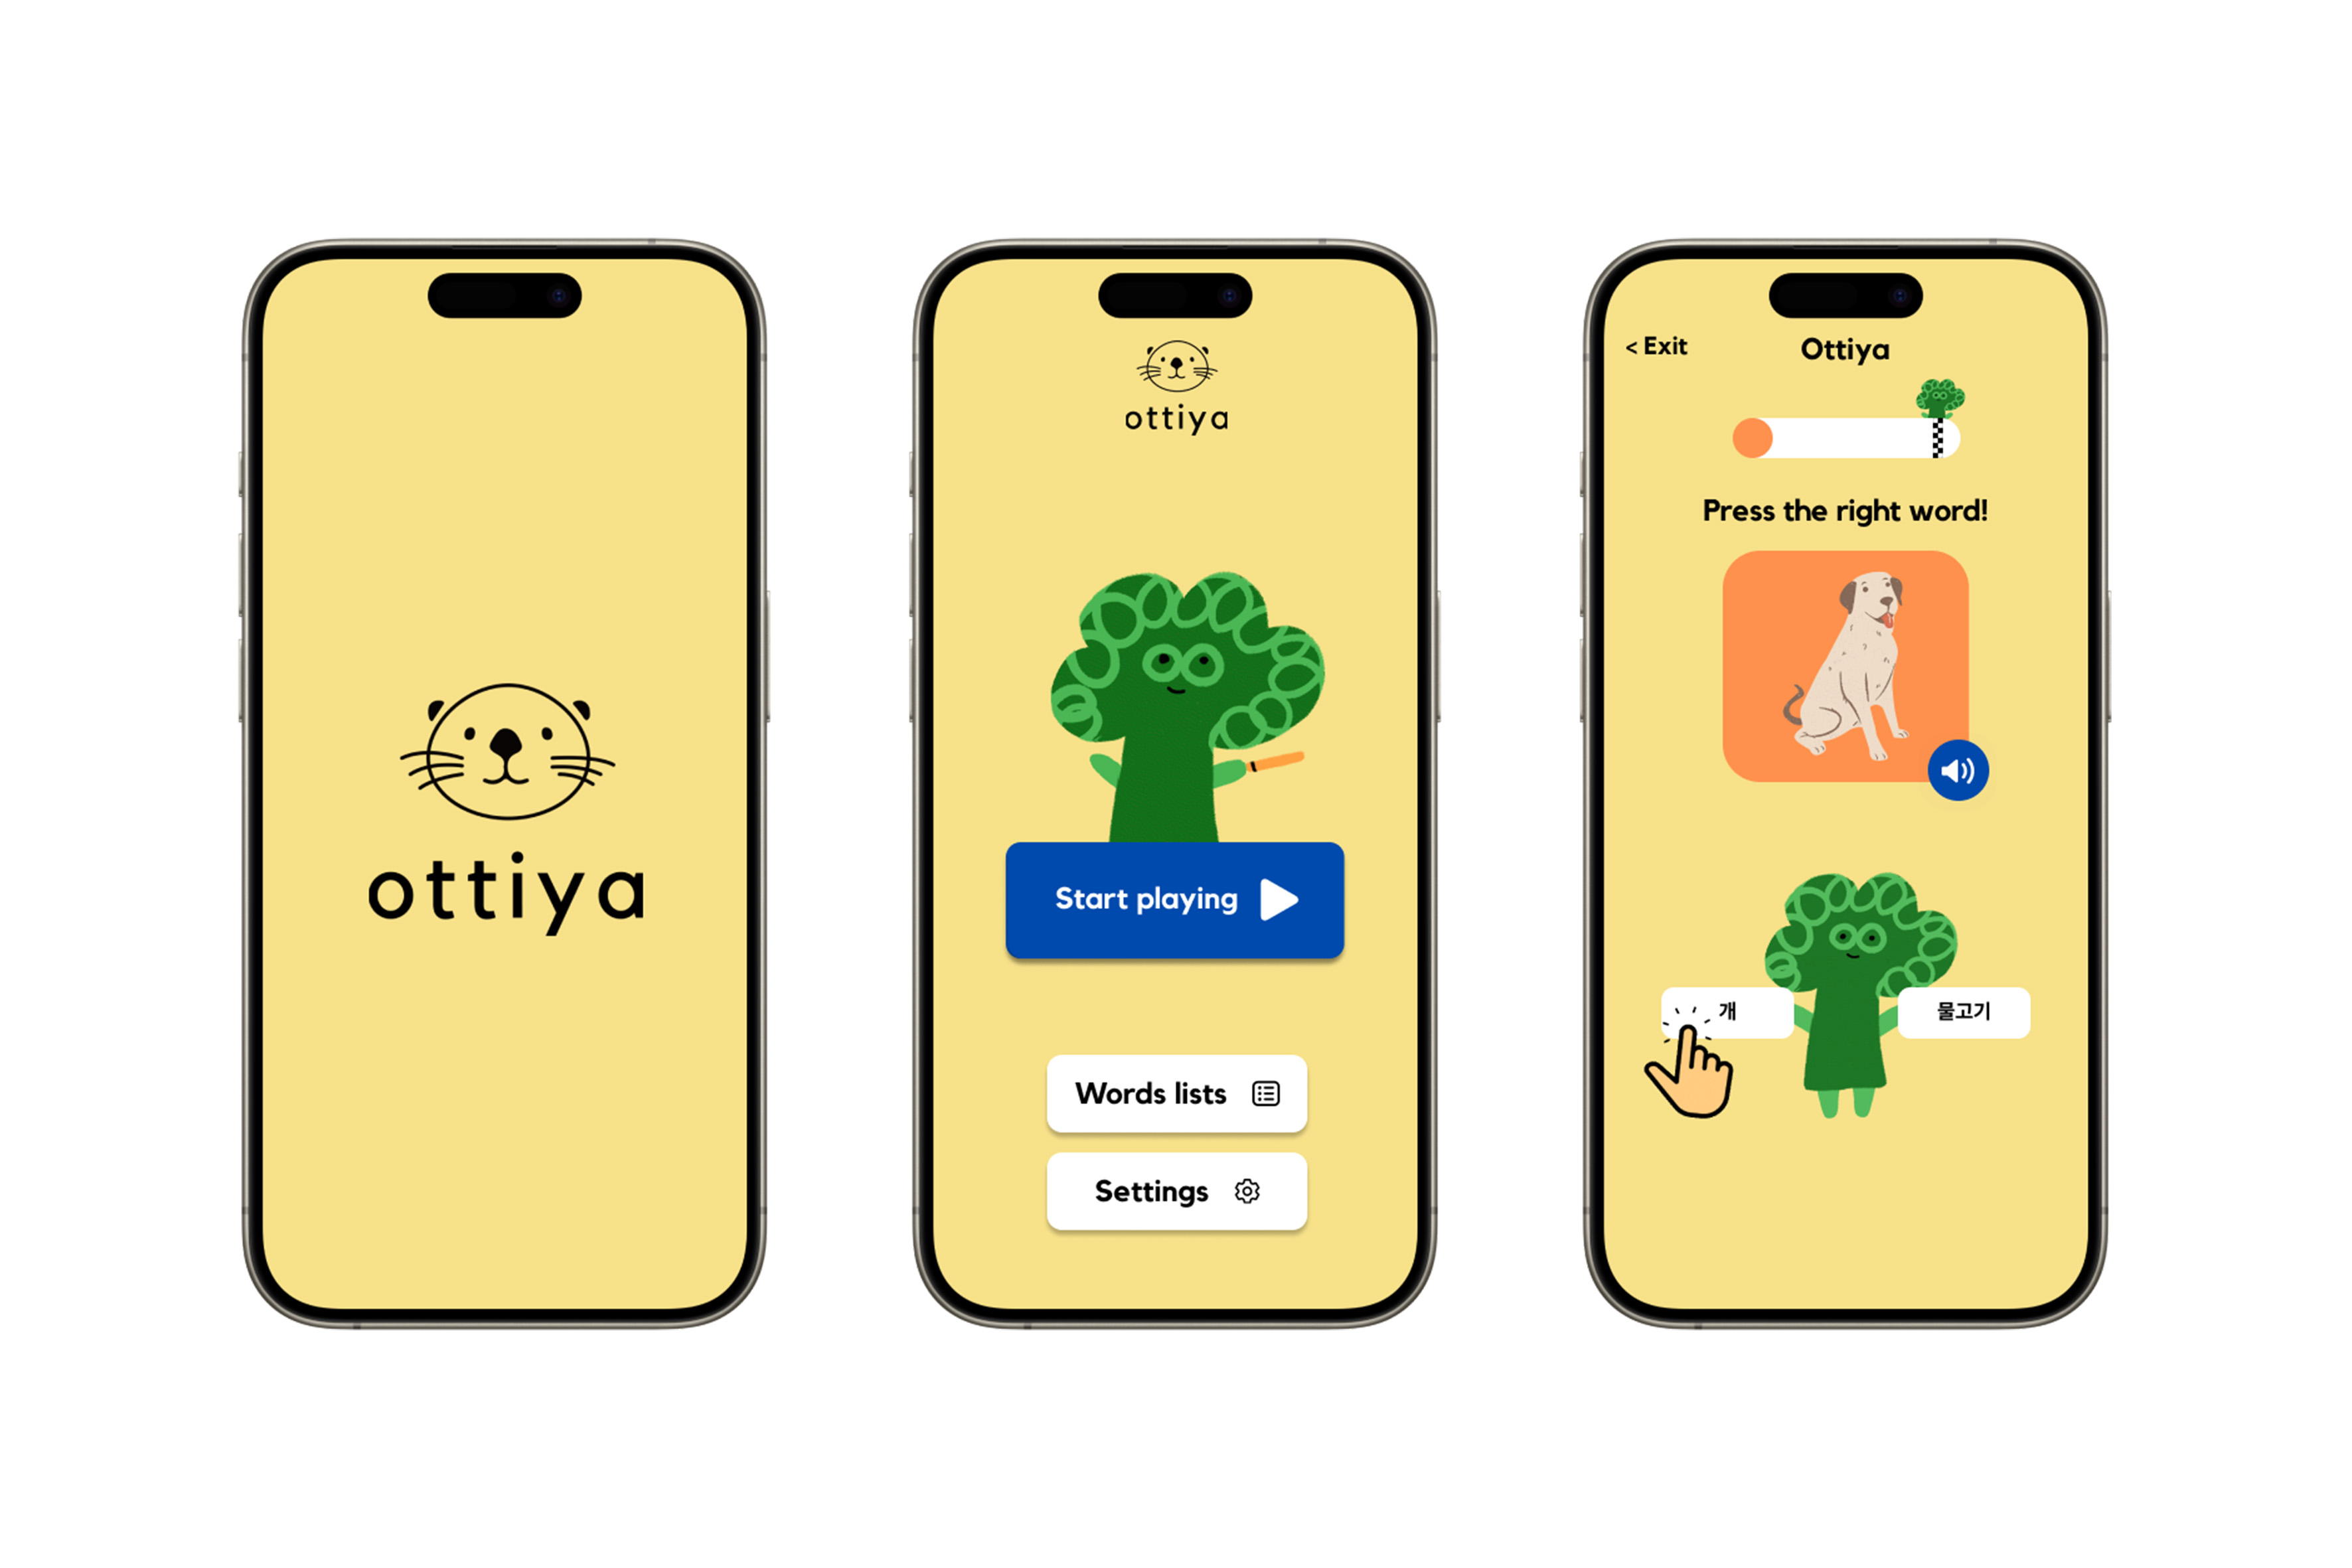 ottiya
ottiya
Start playing
Words lists
Settings
< Exit
Ottiya
Press the right word!
개
물고기